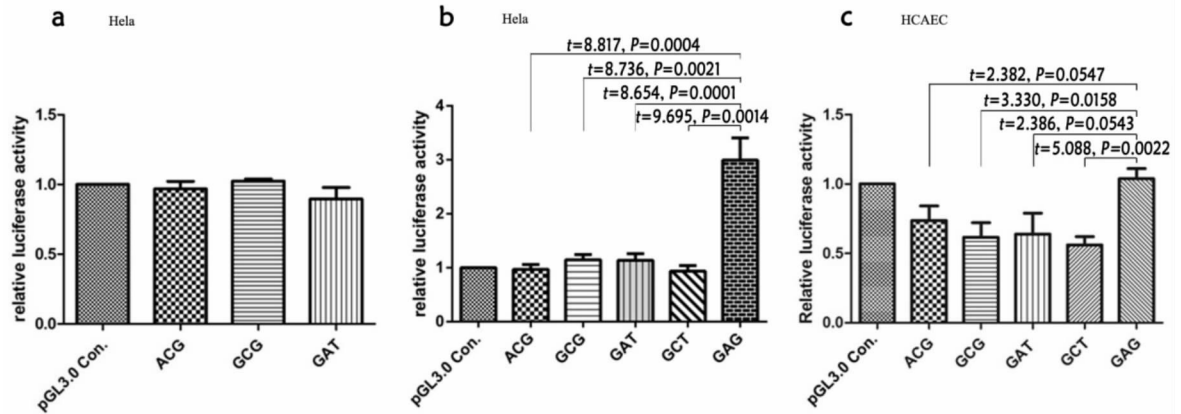 a Hela
relative luciferase activity
1.5
1.0
0.5
0.0
pGL3.0 Con.
ACG
GCG
GAT
b Hela
t=8.817, P=0.0004
t=8.736, P=0.0021
t=8.654, P=0.0001
t=9.695, P=0.0014
relative luciferase activity
4
3
2
1
0
pGL3.0 Con.
ACG
GCG
GAT
GCT
GAG
c HCAEC
t=2.382, P=0.0547
t=3.330, P=0.0158
t=2.386, P=0.0543
t=5.088, P=0.0022
Relative luciferase activity
1.5
1.0
0.5
0.0
pGL3.0 Con.
ACG
GCG
GAT
GCT
GAG